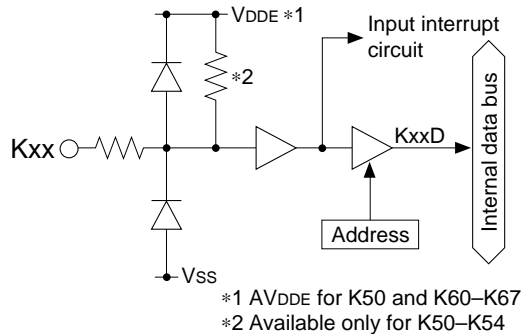 VDDE *1
Input interrupt
circuit
*2
Kxx
KxxD
Internal data bus
Address
VSS
*1 AVDDE for K50 and K60–K67
*2 Available only for K50–K54